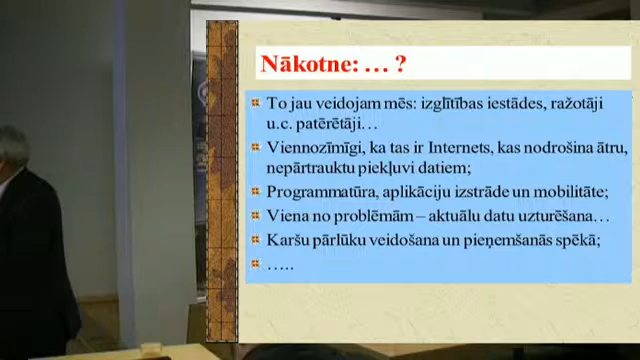 Nākotne: … ?
To jau veidojam mēs: izglītības iestādes, ražotāji
u.c. patērētāji…
Viennozīmīgi, ka tas ir Internets, kas nodrošina ātru,
nepārtrauktu piekļuvi datiem;
Programmatūra, aplikāciju izstrāde un mobilitāte;
Viena no problēmām – aktuālu datu uzturēšana…
Karšu pārlūku veidošana un pieņemšanās spēkā;
…..